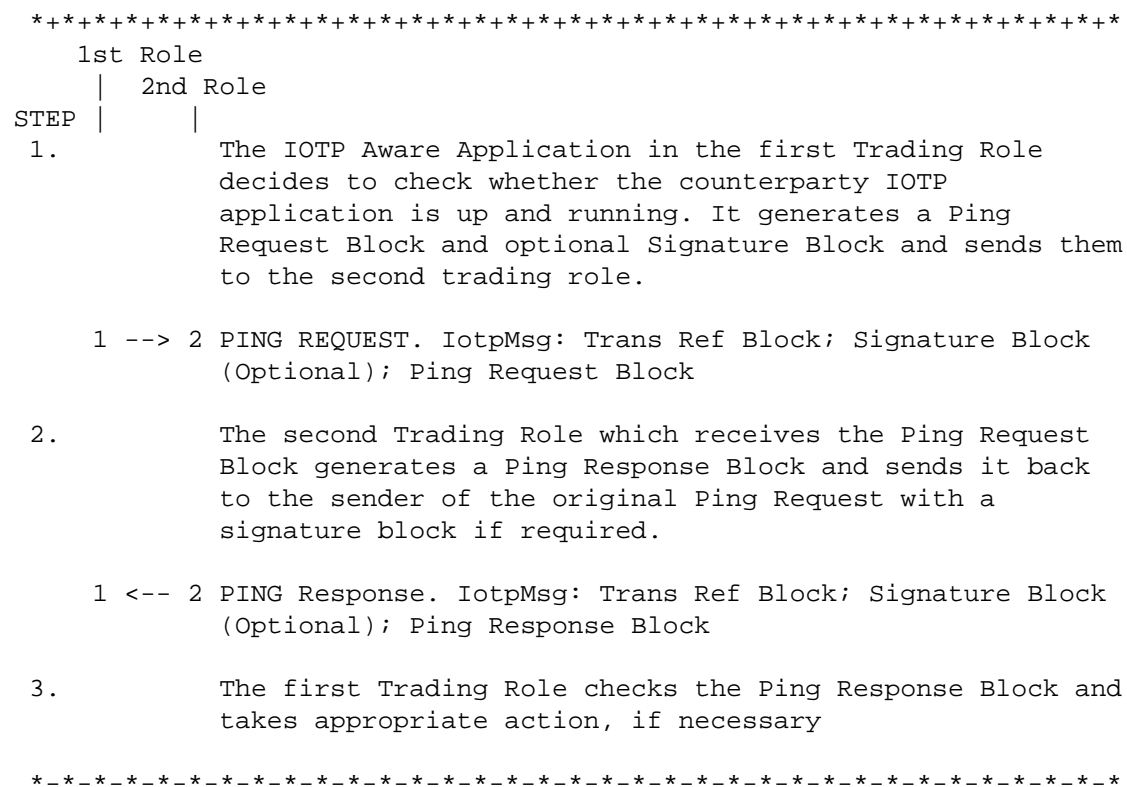 *+*+*+*+*+*+*+*+*+*+*+*+*+*+*+*+*+*+*+*+*+*+*+*+*+*+*+*+*+*+*+*+*+*+*
1st Role
| 2nd Role
STEP | |
1. The IOTP Aware Application in the first Trading Role
decides to check whether the counterparty IOTP
application is up and running. It generates a Ping
Request Block and optional Signature Block and sends them
to the second trading role.
1 --> 2 PING REQUEST. IotpMsg: Trans Ref Block; Signature Block
(Optional); Ping Request Block
2. The second Trading Role which receives the Ping Request
Block generates a Ping Response Block and sends it back
to the sender of the original Ping Request with a
signature block if required.
1 <-- 2 PING Response. IotpMsg: Trans Ref Block; Signature Block
(Optional); Ping Response Block
3. The first Trading Role checks the Ping Response Block and
takes appropriate action, if necessary
*-*-*-*-*-*-*-*-*-*-*-*-*-*-*-*-*-*-*-*-*-*-*-*-*-*-*-*-*-*-*-*-*-*-*